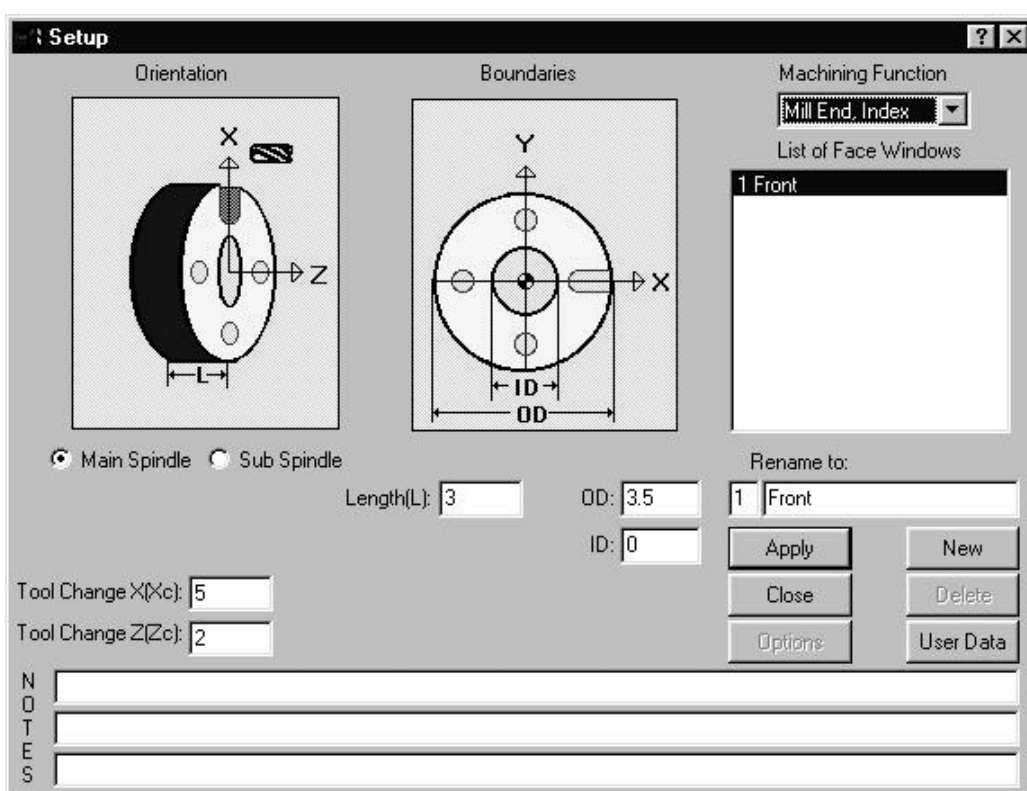 Setup
Orientation
Boundaries
Machining Function
Mill End, Index
List of Face Windows
1 Front
X
Z
L
Y
X
ID
OD
Main Spindle
Sub Spindle
Rename to:
Length(L): 3
OD: 3.5
1 Front
ID: 0
Apply
New
Tool Change X(Xc): 5
Close
Delete
Tool Change Z(Zc): 2
Options
User Data
NOTES